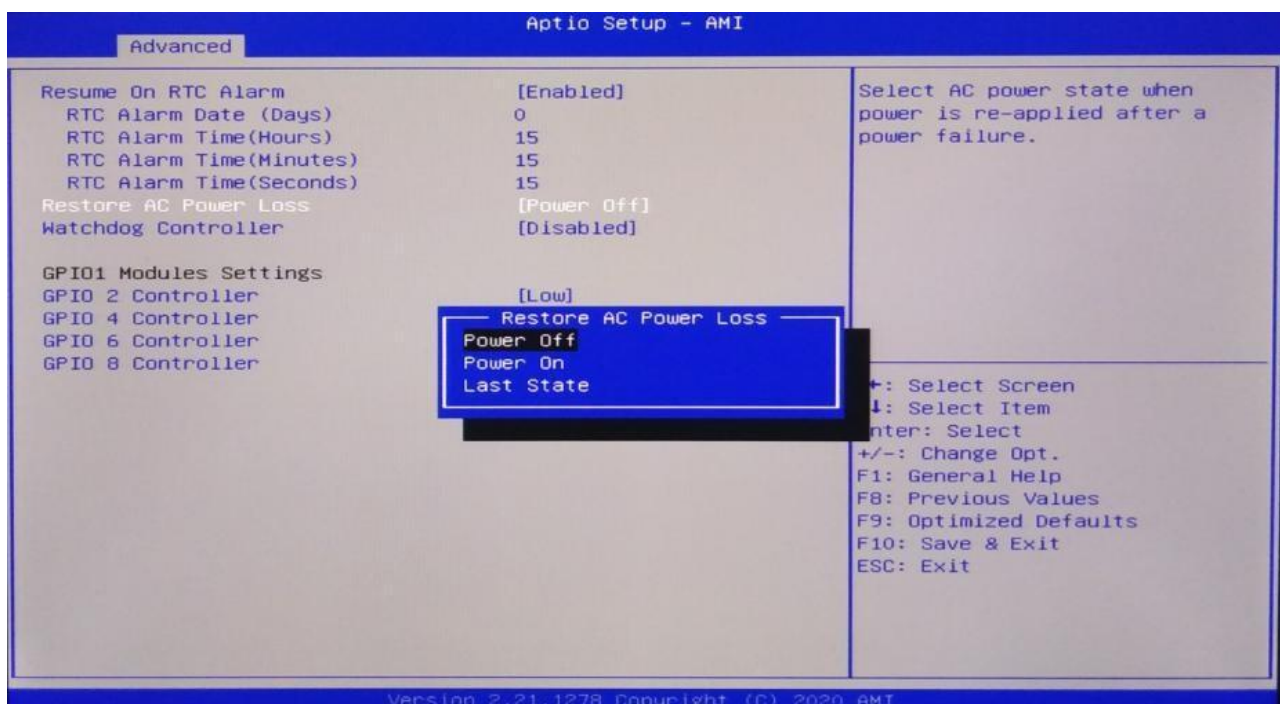 Aptio Setup – AMI
Advanced
Resume On RTC Alarm [Enabled]
RTC Alarm Date (Days) 0
RTC Alarm Time(Hours) 15
RTC Alarm Time(Minutes) 15
RTC Alarm Time(Seconds) 15
Restore AC Power Loss [Power Off]
Watchdog Controller [Disabled]
GPIO1 Modules Settings
GPIO 2 Controller [Low]
GPIO 4 Controller
GPIO 6 Controller
GPIO 8 Controller
Restore AC Power Loss
Power Off
Power On
Last State
Select AC power state when
power is re-applied after a
power failure.
←: Select Screen
↓: Select Item
nter: Select
+/-: Change Opt.
F1: General Help
F8: Previous Values
F9: Optimized Defaults
F10: Save & Exit
ESC: Exit
Version 2.21.1278 Copyright (C) 2020 AMI